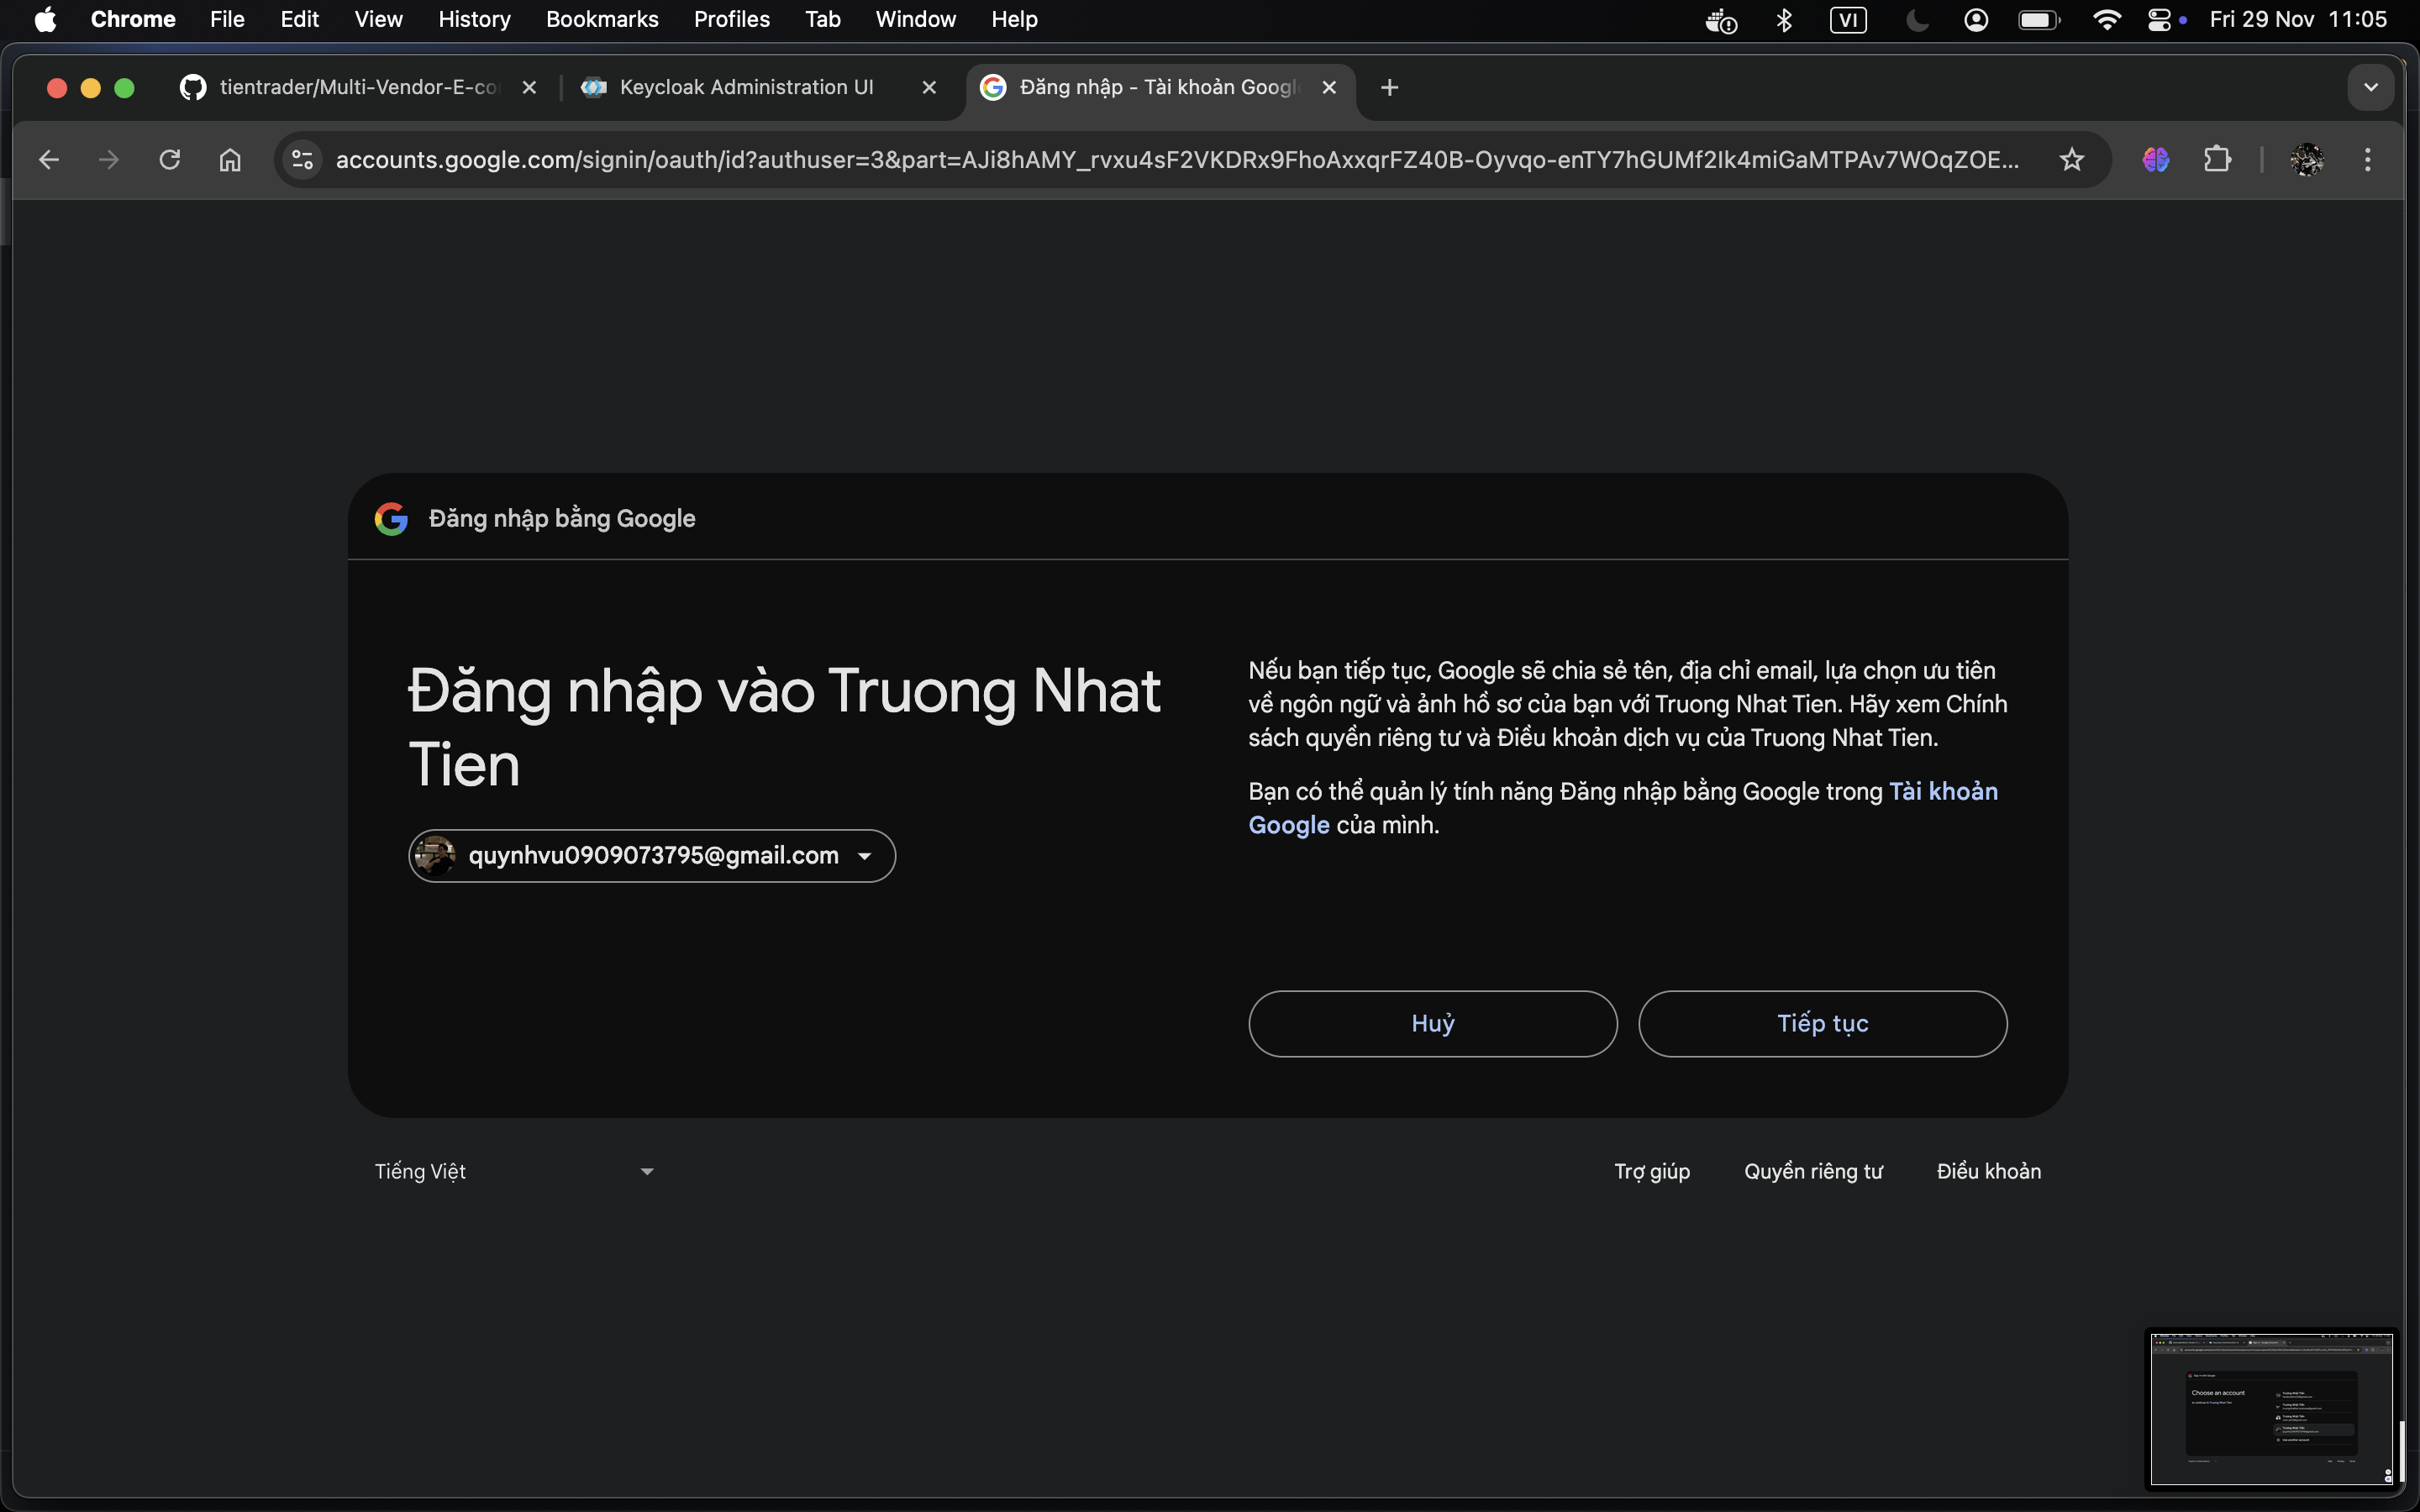 Chrome File Edit View History Bookmarks Profiles Tab Window Help VI Fri 29 Nov 11:05
tientrader/Multi-Vendor-E-co
Keycloak Administration UI
Đăng nhập - Tài khoản Googl
accounts.google.com/signin/oauth/id?authuser=3&part=AJi8hAMY_rvxu4sF2VKDRx9FhoAxxqrFZ40B-Oyvqo-enTY7hGUMf2Ik4miGaMTPAv7WOqZOE...
Đăng nhập bằng Google
Đăng nhập vào Truong Nhat
Tien
quynhvu0909073795@gmail.com
Nếu bạn tiếp tục, Google sẽ chia sẻ tên, địa chỉ email, lựa chọn ưu tiên
về ngôn ngữ và ảnh hồ sơ của bạn với Truong Nhat Tien. Hãy xem Chính
sách quyền riêng tư và Điều khoản dịch vụ của Truong Nhat Tien.
Bạn có thể quản lý tính năng Đăng nhập bằng Google trong Tài khoản
Google của mình.
Huỷ
Tiếp tục
Tiếng Việt
Trợ giúp Quyền riêng tư Điều khoản
Choose an account